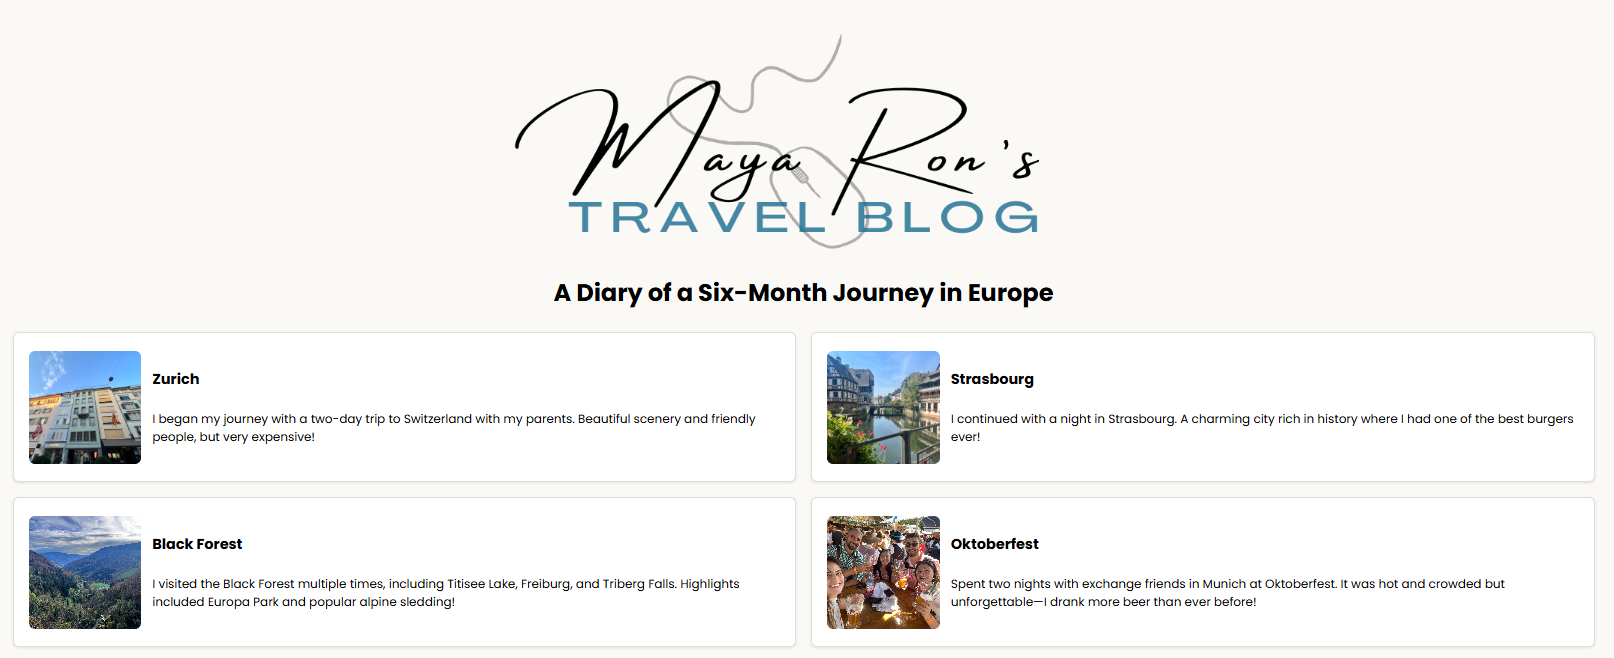 Maya Ron's
TRAVEL BLOG
A Diary of a Six-Month Journey in Europe
Zurich
I began my journey with a two-day trip to Switzerland with my parents. Beautiful scenery and friendly
people, but very expensive!
Strasbourg
I continued with a night in Strasbourg. A charming city rich in history where I had one of the best burgers
ever!
Black Forest
I visited the Black Forest multiple times, including Titisee Lake, Freiburg, and Triberg Falls. Highlights
included Europa Park and popular alpine sledding!
Oktoberfest
Spent two nights with exchange friends in Munich at Oktoberfest. It was hot and crowded but
unforgettable—I drank more beer than ever before!